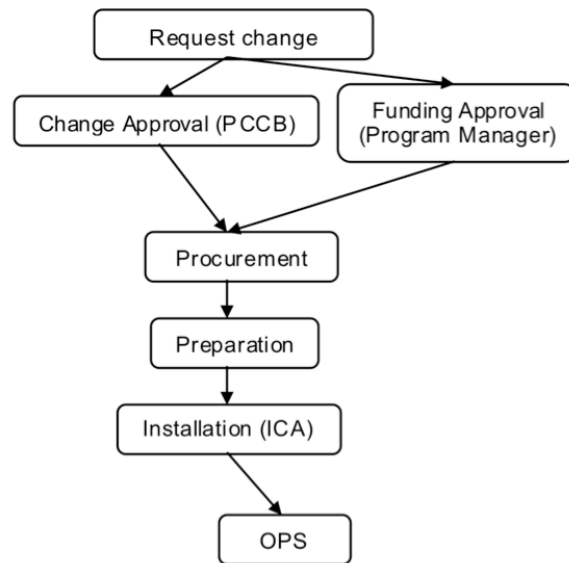 Request change
Change Approval (PCCB)
Funding Approval
(Program Manager)
Procurement
Preparation
Installation (ICA)
OPS